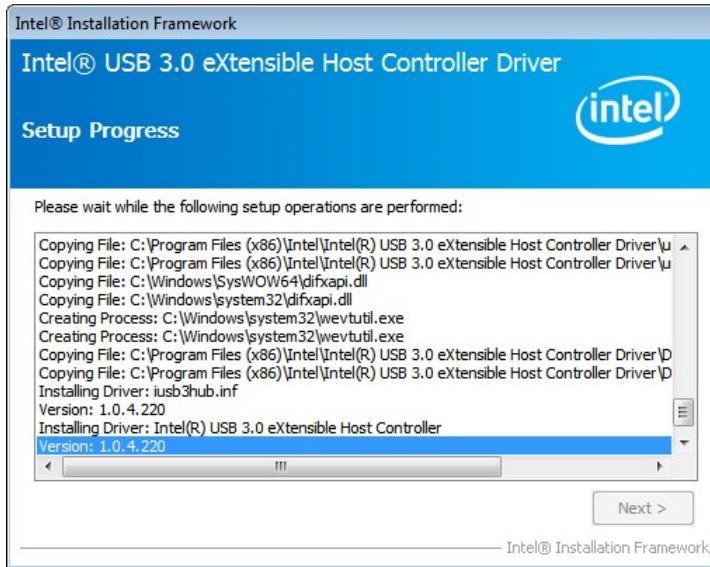 Intel® Installation Framework
Intel® USB 3.0 eXtensible Host Controller Driver
intel
Setup Progress
Please wait while the following setup operations are performed:
Copying File: C:\Program Files (x86)\Intel\Intel(R) USB 3.0 eXtensible Host Controller Driver\u
Copying File: C:\Program Files (x86)\Intel\Intel(R) USB 3.0 eXtensible Host Controller Driver\u
Copying File: C:\Windows\SysWOW64\difxapi.dll
Copying File: C:\Windows\system32\difxapi.dll
Creating Process: C:\Windows\system32\wevtutil.exe
Creating Process: C:\Windows\system32\wevtutil.exe
Copying File: C:\Program Files (x86)\Intel\Intel(R) USB 3.0 eXtensible Host Controller Driver\D
Copying File: C:\Program Files (x86)\Intel\Intel(R) USB 3.0 eXtensible Host Controller Driver\D
Installing Driver: iusb3hub.inf
Version: 1.0.4.220
Installing Driver: Intel(R) USB 3.0 eXtensible Host Controller
Version: 1.0.4.220
Next >
Intel® Installation Framework